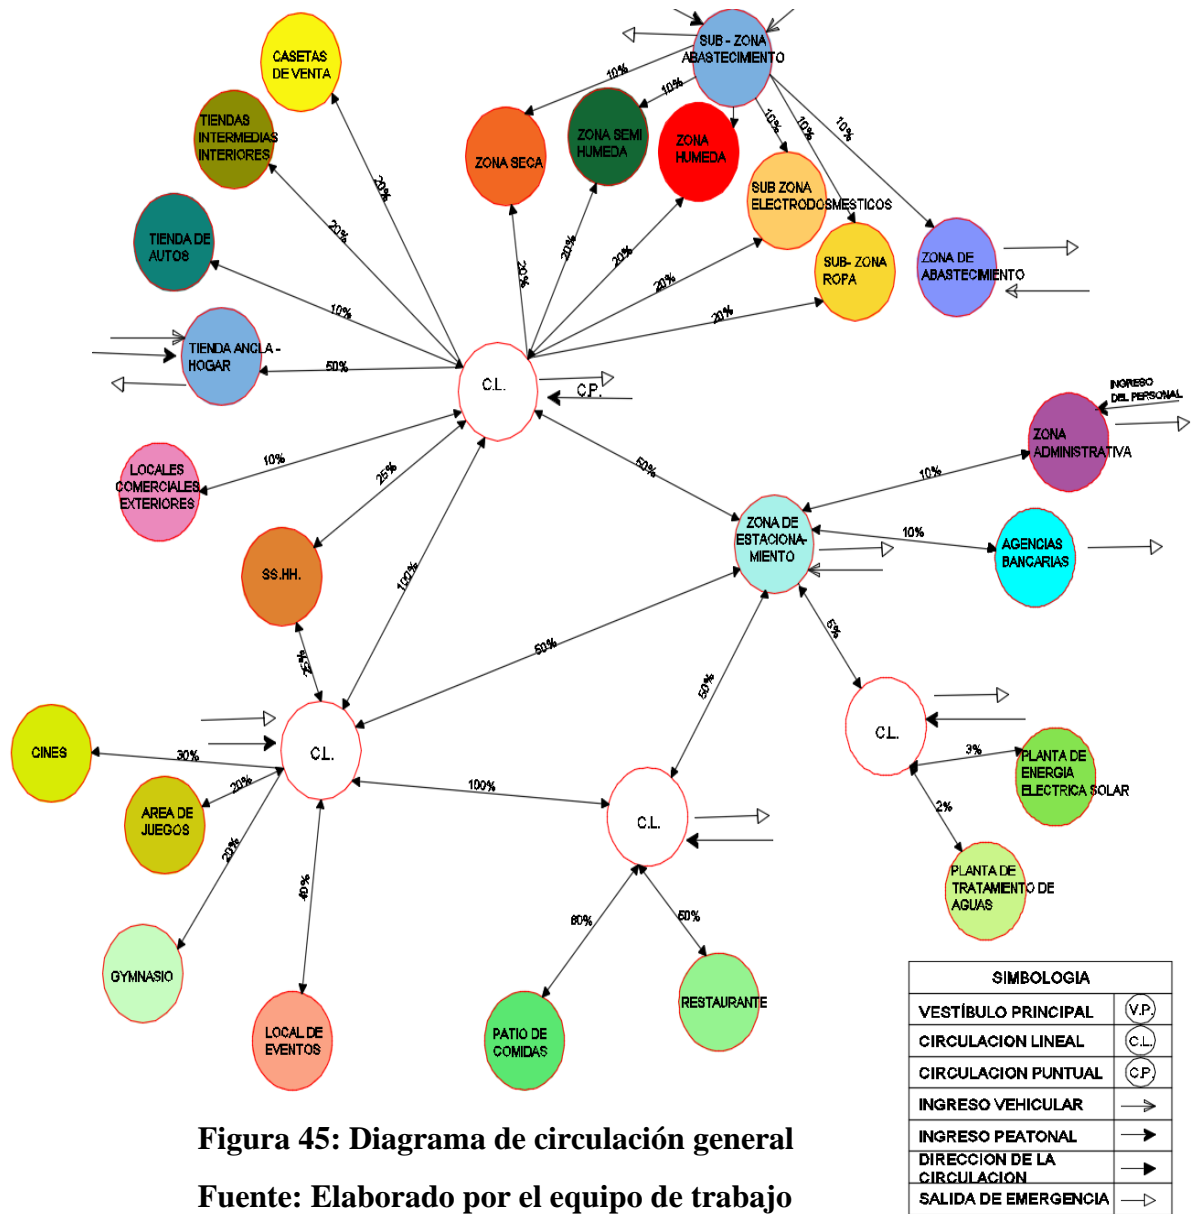 CASETAS
DE VENTA
SUB - ZONA
ABASTECIMIENTO
TIENDAS
INTERMEDIAS
INTERIORES
ZONA SECA
ZONA SEMI
HUMEDA
ZONA
HUMEDA
SUB ZONA
ELECTRODOSMESTICOS
SUB- ZONA
ROPA
ZONA DE
ABASTECIMIENTO
10%
10%
10%
10%
10%
TIENDA DE
AUTOS
20%
20%
10%
50%
20%
20%
20%
20%
20%
TIENDA ANCLA -
HOGAR
C.L.
C.P.
INGRESO
DEL PERSONAL
ZONA
ADMINISTRATIVA
LOCALES
COMERCIALES
EXTERIORES
10%
25%
100%
50%
10%
10%
ZONA DE
ESTACIONA-
MIENTO
AGENCIAS
BANCARIAS
SS.HH.
25%
50%
50%
5%
CINES
30%
C.L.
C.L.
3%
PLANTA DE
ENERGIA
ELECTRICA SOLAR
AREA DE
JUEGOS
20%
20%
100%
C.L.
2%
PLANTA DE
TRATAMIENTO DE
AGUAS
40%
60%
50%
GYMNASIO
LOCAL DE
EVENTOS
PATIO DE
COMIDAS
RESTAURANTE
SIMBOLOGIA
VESTÍBULO PRINCIPAL V.P.
CIRCULACION LINEAL C.L.
CIRCULACION PUNTUAL C.P.
INGRESO VEHICULAR
INGRESO PEATONAL
DIRECCION DE LA
CIRCULACION
SALIDA DE EMERGENCIA
Figura 45: Diagrama de circulación general
Fuente: Elaborado por el equipo de trabajo